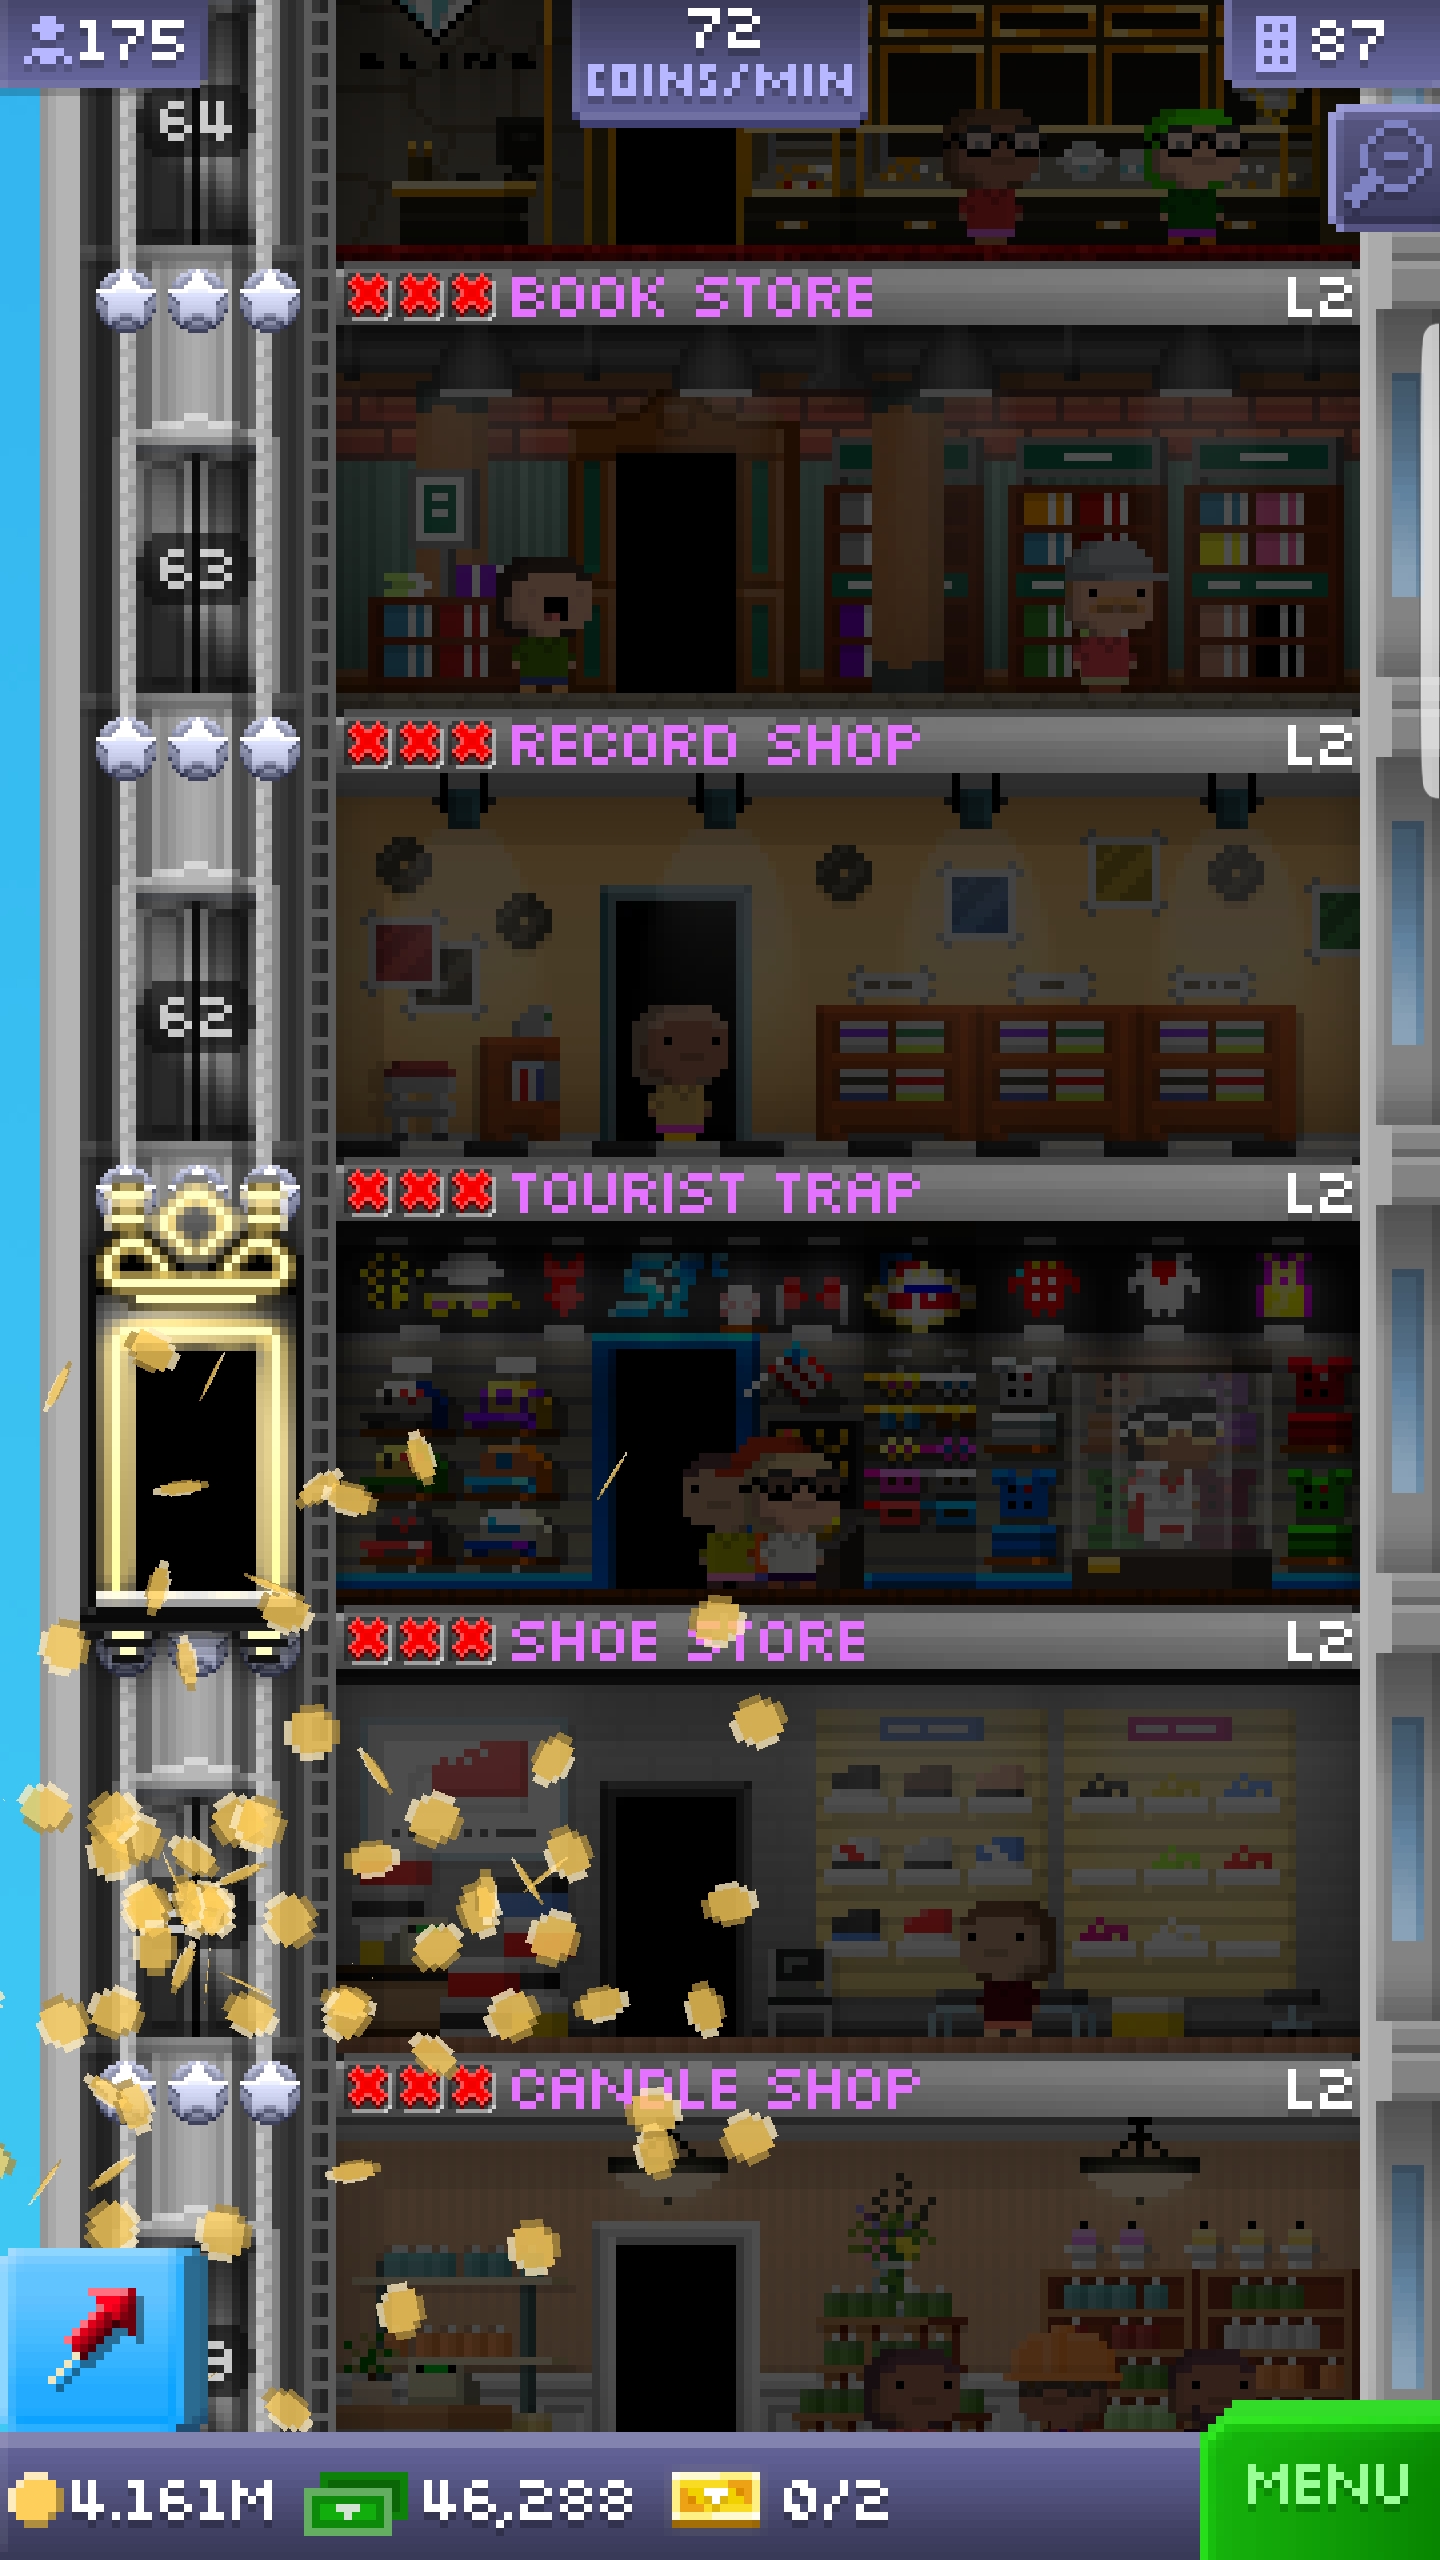 175
72
COINS/MIN
87
64
BOOK STORE L2
63
RECORD SHOP L2
62
TOURIST TRAP L2
SHOE STORE L2
CANDLE SHOP L2
4.161M 46,288 0/2
MENU